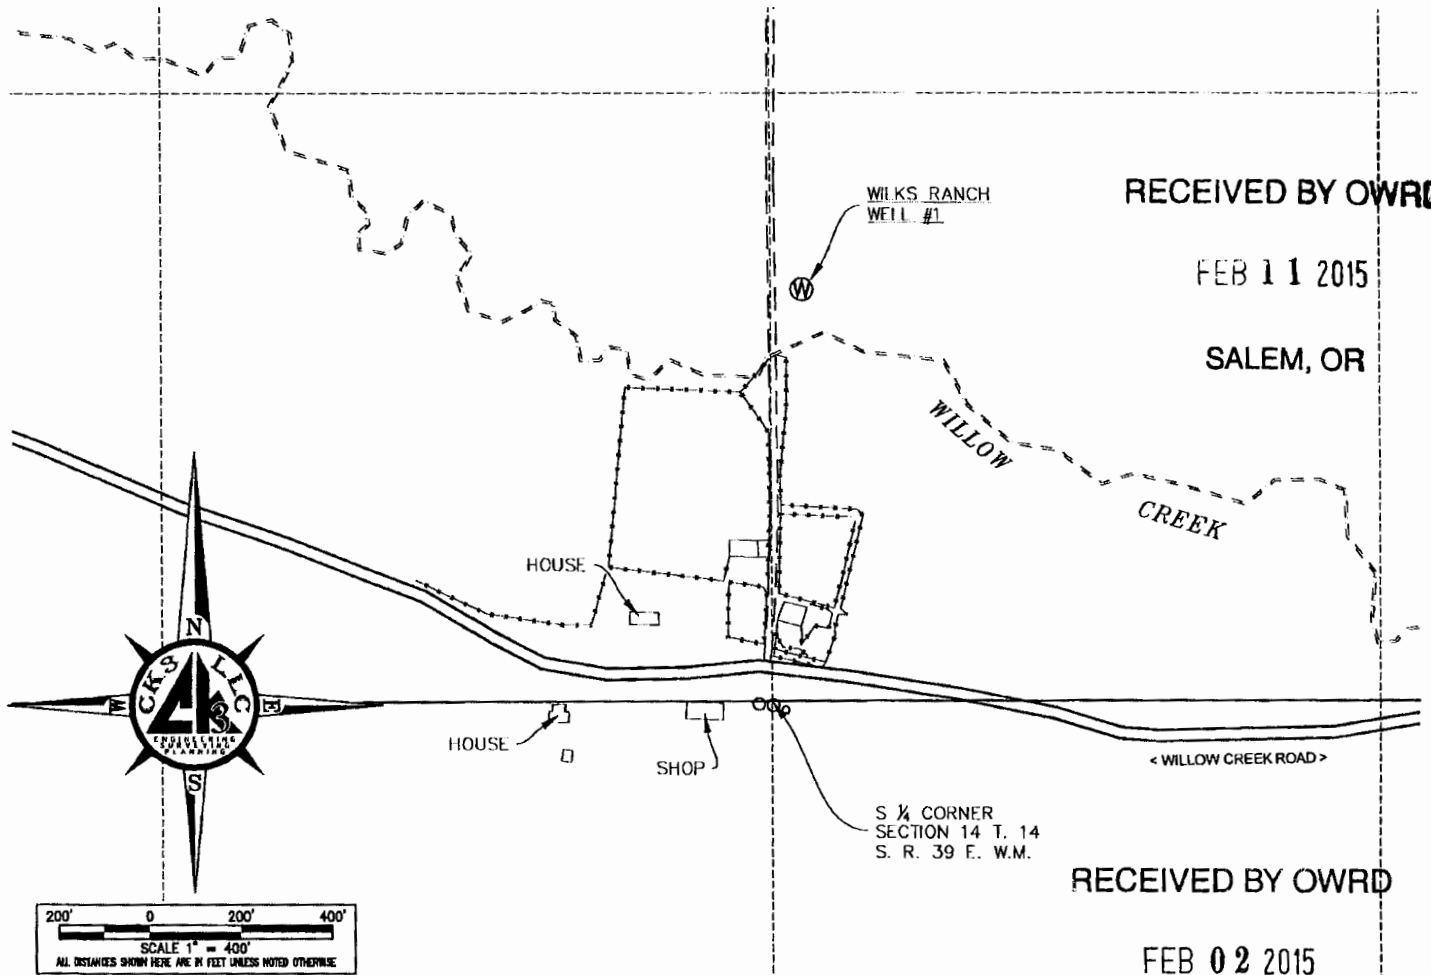 WILKS RANCH
WELL #1
RECEIVED BY OWRD
FEB 11 2015
SALEM, OR
WILLOW
CREEK
HOUSE
N
CKS LLC
W
E
CK3
ENGINEERING
SURVEYING
PLANNING
S
HOUSE
SHOP
< WILLOW CREEK ROAD >
S ¼ CORNER
SECTION 14 T. 14
S. R. 39 E. W.M.
RECEIVED BY OWRD
FEB 02 2015
200' 0 200' 400'
SCALE 1" = 400'
ALL DISTANCES SHOWN HERE ARE IN FEET UNLESS NOTED OTHERWISE
W